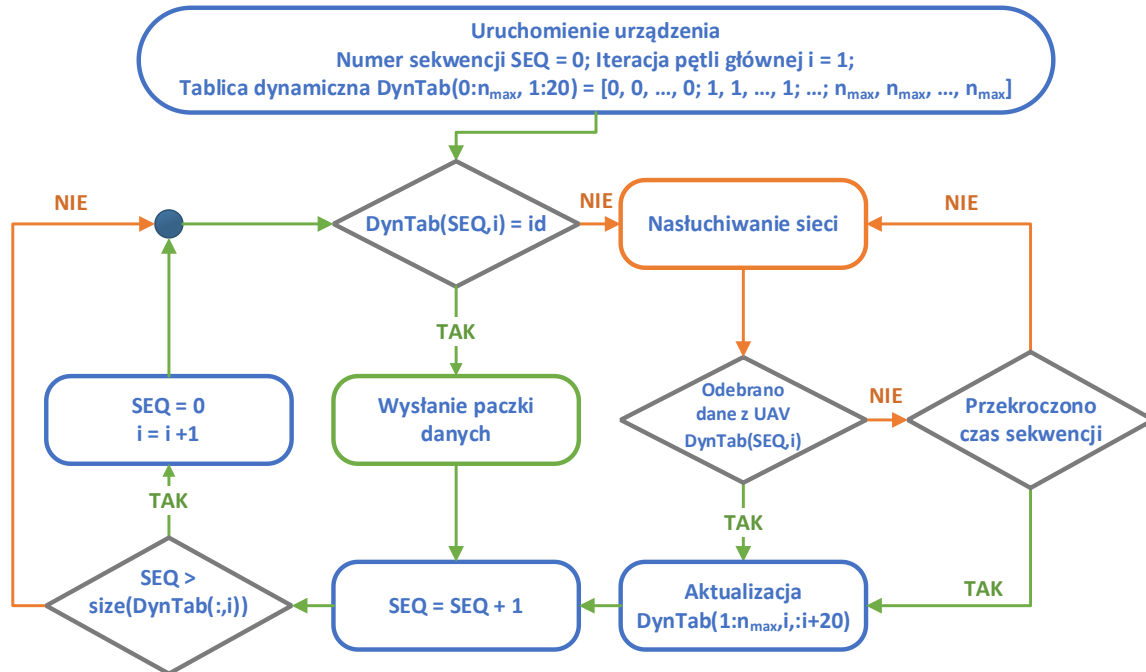 Uruchomienie urządzenia
Numer sekwencji SEQ = 0; Iteracja pętli głównej i = 1;
Tablica dynamiczna DynTab(0:nmax, 1:20) = [0, 0, ..., 0; 1, 1, ..., 1; ...; nmax, nmax, ..., nmax]
NIE
DynTab(SEQ,i) = id
NIE
Nasłuchiwanie sieci
NIE
TAK
SEQ = 0
i = i +1
Wysłanie paczki
danych
Odebrano
dane z UAV
DynTab(SEQ,i)
NIE
Przekroczono
czas sekwencji
TAK
TAK
TAK
SEQ >
size(DynTab(:,i))
SEQ = SEQ + 1
Aktualizacja
DynTab(1:nmax,i,:i+20)